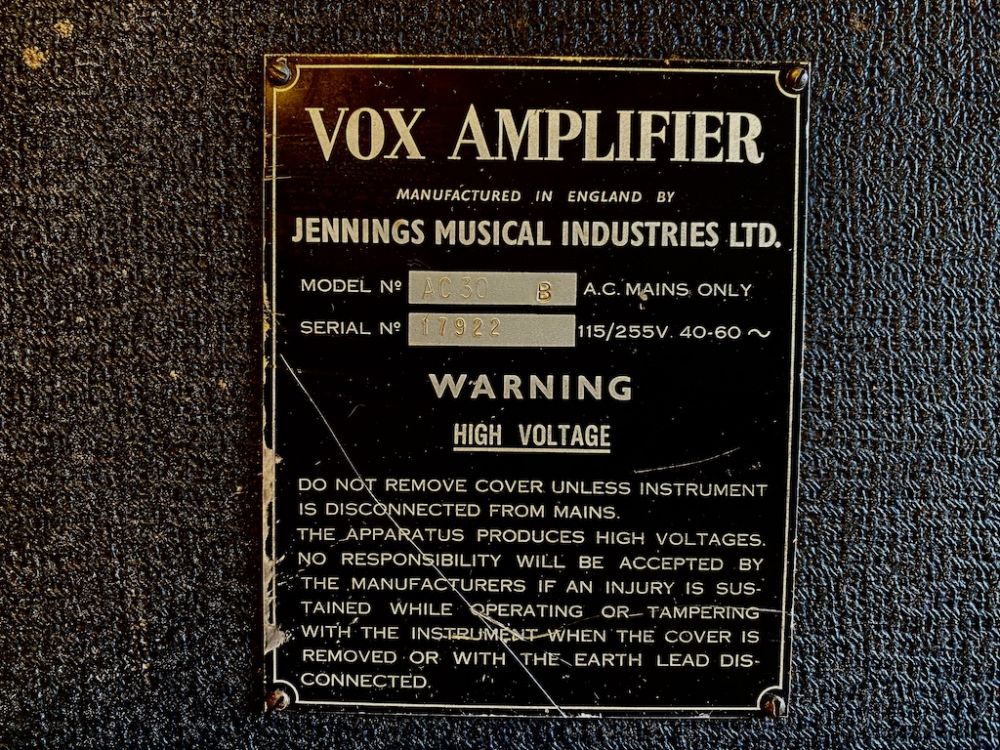 VOX AMPLIFIER
MANUFACTURED IN ENGLAND BY
JENNINGS MUSICAL INDUSTRIES LTD.
MODEL Nº AC30 B A.C. MAINS ONLY
SERIAL Nº 17922 115/255V. 40-60 ~
WARNING
HIGH VOLTAGE
DO NOT REMOVE COVER UNLESS INSTRUMENT
IS DISCONNECTED FROM MAINS.
THE APPARATUS PRODUCES HIGH VOLTAGES.
NO RESPONSIBILITY WILL BE ACCEPTED BY
THE MANUFACTURERS IF AN INJURY IS SUS-
TAINED WHILE OPERATING OR TAMPERING
WITH THE INSTRUMENT WHEN THE COVER IS
REMOVED OR WITH THE EARTH LEAD DIS-
CONNECTED.